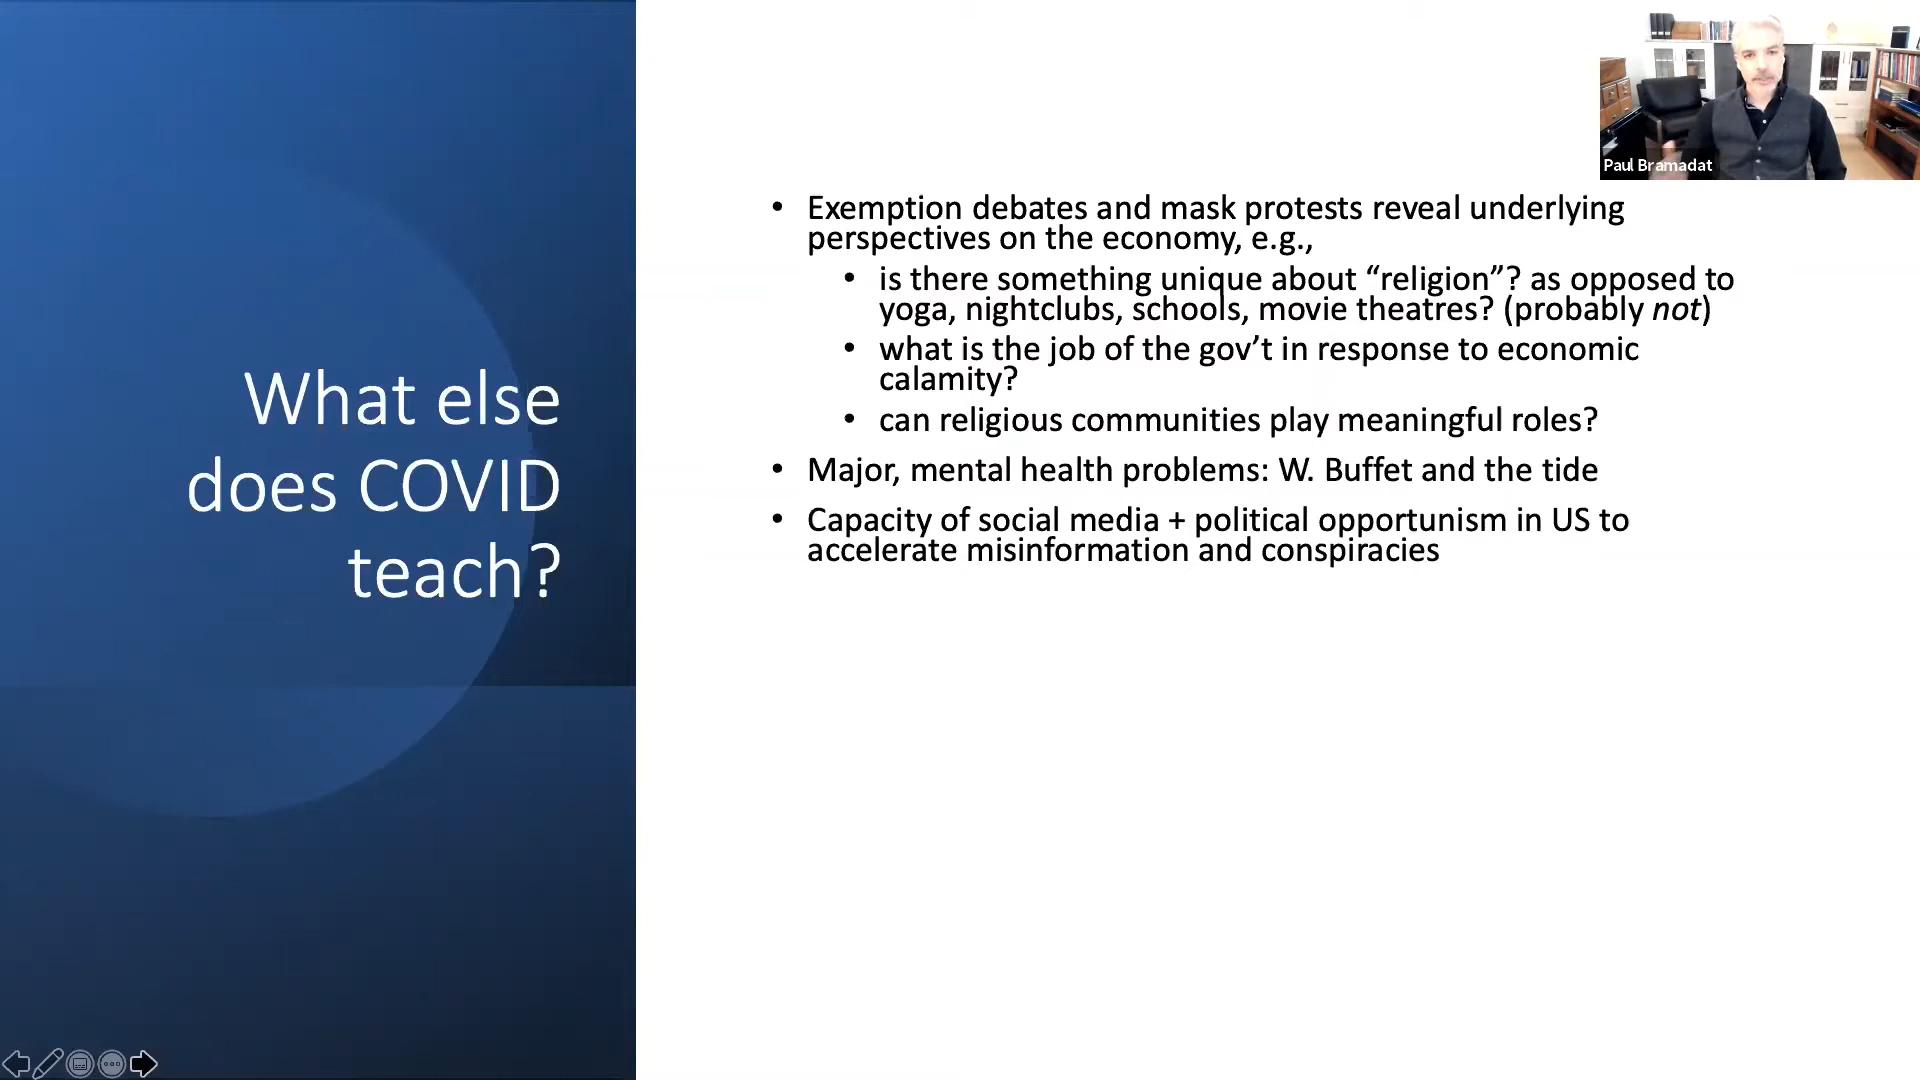 What else
does COVID
teach?
• Exemption debates and mask protests reveal underlying
perspectives on the economy, e.g.,
• is there something unique about “religion”? as opposed to
yoga, nightclubs, schools, movie theatres? (probably not)
• what is the job of the gov’t in response to economic
calamity?
• can religious communities play meaningful roles?
• Major, mental health problems: W. Buffet and the tide
• Capacity of social media + political opportunism in US to
accelerate misinformation and conspiracies
Paul Bramadat